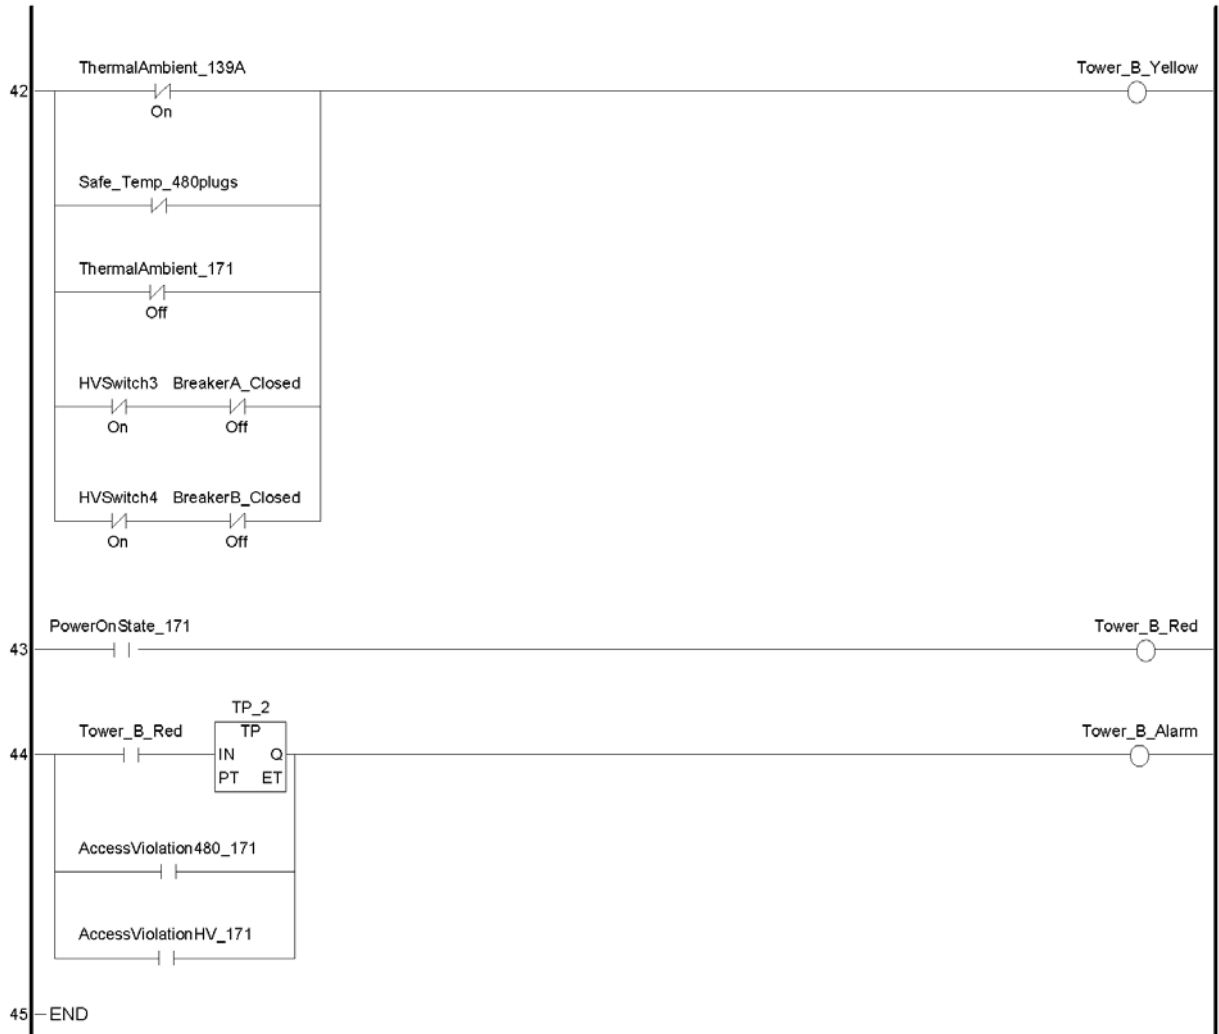 ThermalAmbient_139A
Tower_B_Yellow
42
On
Safe_Temp_480plugs
ThermalAmbient_171
Off
HVSwitch3 BreakerA_Closed
On Off
HVSwitch4 BreakerB_Closed
On Off
PowerOnState_171
Tower_B_Red
43
TP_2
Tower_B_Red TP
Tower_B_Alarm
44
IN Q
PT ET
AccessViolation480_171
AccessViolationHV_171
45 END